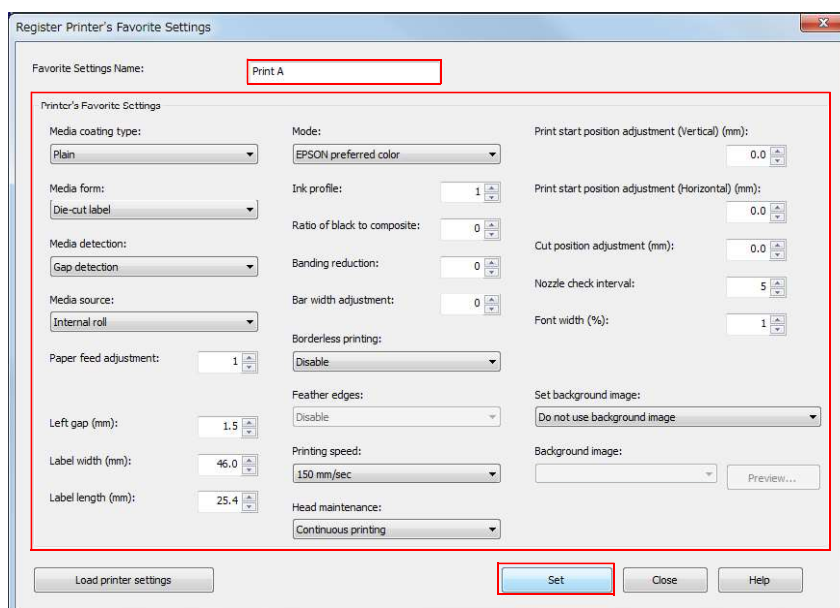 Register Printer's Favorite Settings
Favorite Settings Name:
Print A
Printer's Favorite Settings
Media coating type:
Plain
Media form:
Die-cut label
Media detection:
Gap detection
Media source:
Internal roll
Paper feed adjustment:
1
Left gap (mm):
1.5
Label width (mm):
46.0
Label length (mm):
25.4
Mode:
EPSON preferred color
Ink profile:
1
Ratio of black to composite:
0
Banding reduction:
0
Bar width adjustment:
0
Borderless printing:
Disable
Feather edges:
Disable
Printing speed:
150 mm/sec
Head maintenance:
Continuous printing
Print start position adjustment (Vertical) (mm):
0.0
Print start position adjustment (Horizontal) (mm):
0.0
Cut position adjustment (mm):
0.0
Nozzle check interval:
5
Font width (%):
1
Set background image:
Do not use background image
Background image:
Preview...
Load printer settings
Set
Close
Help